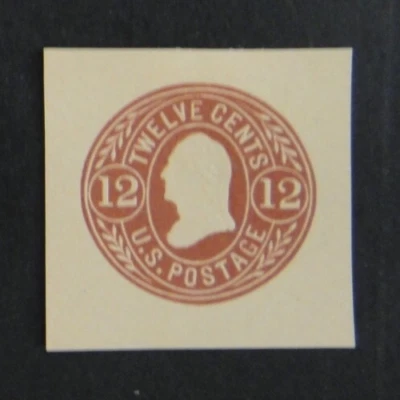 TWELVE CENTS
12 12
U.S. POSTAGE